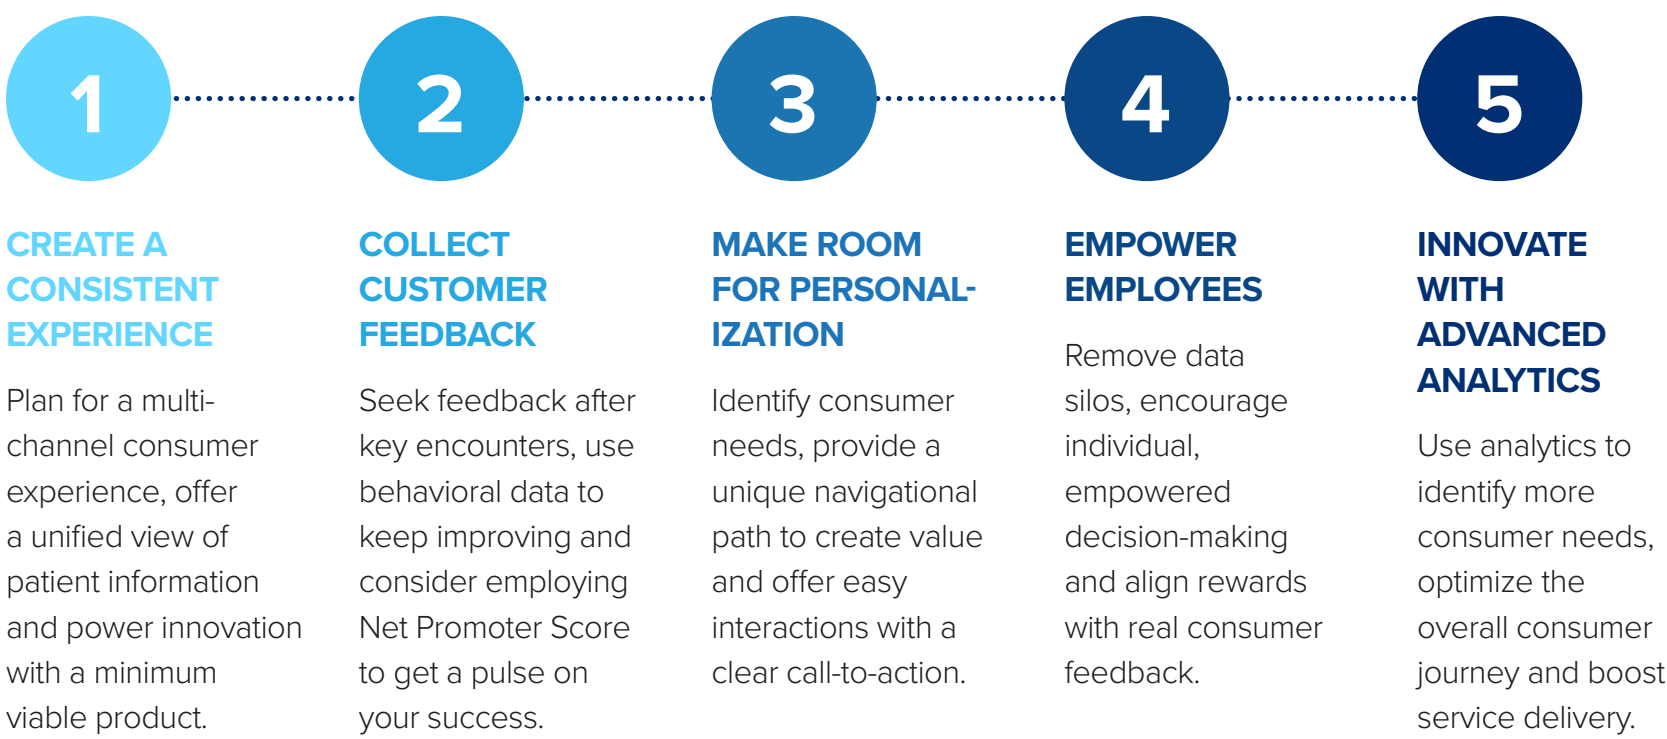 1
CREATE A
CONSISTENT
EXPERIENCE
Plan for a multi-
channel consumer
experience, offer
a unified view of
patient information
and power innovation
with a minimum
viable product.
2
COLLECT
CUSTOMER
FEEDBACK
Seek feedback after
key encounters, use
behavioral data to
keep improving and
consider employing
Net Promoter Score
to get a pulse on
your success.
3
MAKE ROOM
FOR PERSONAL-
IZATION
Identify consumer
needs, provide a
unique navigational
path to create value
and offer easy
interactions with a
clear call-to-action.
4
EMPOWER
EMPLOYEES
Remove data
silos, encourage
individual,
empowered
decision-making
and align rewards
with real consumer
feedback.
5
INNOVATE
WITH
ADVANCED
ANALYTICS
Use analytics to
identify more
consumer needs,
optimize the
overall consumer
journey and boost
service delivery.